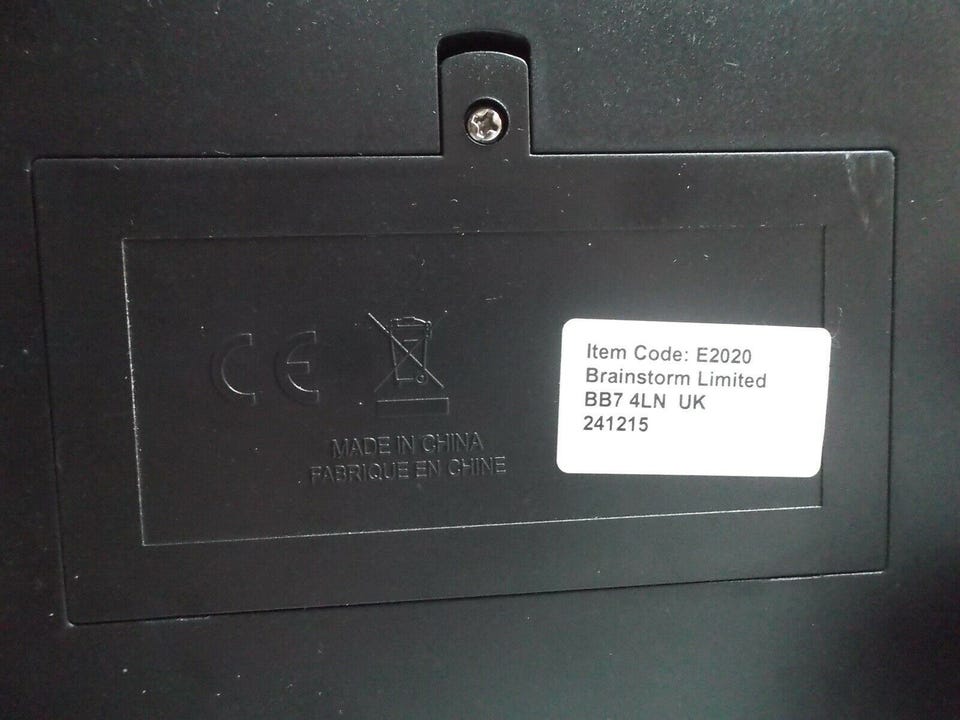 CE
MADE IN CHINA
FABRIQUE EN CHINE
Item Code: E2020
Brainstorm Limited
BB7 4LN UK
241215